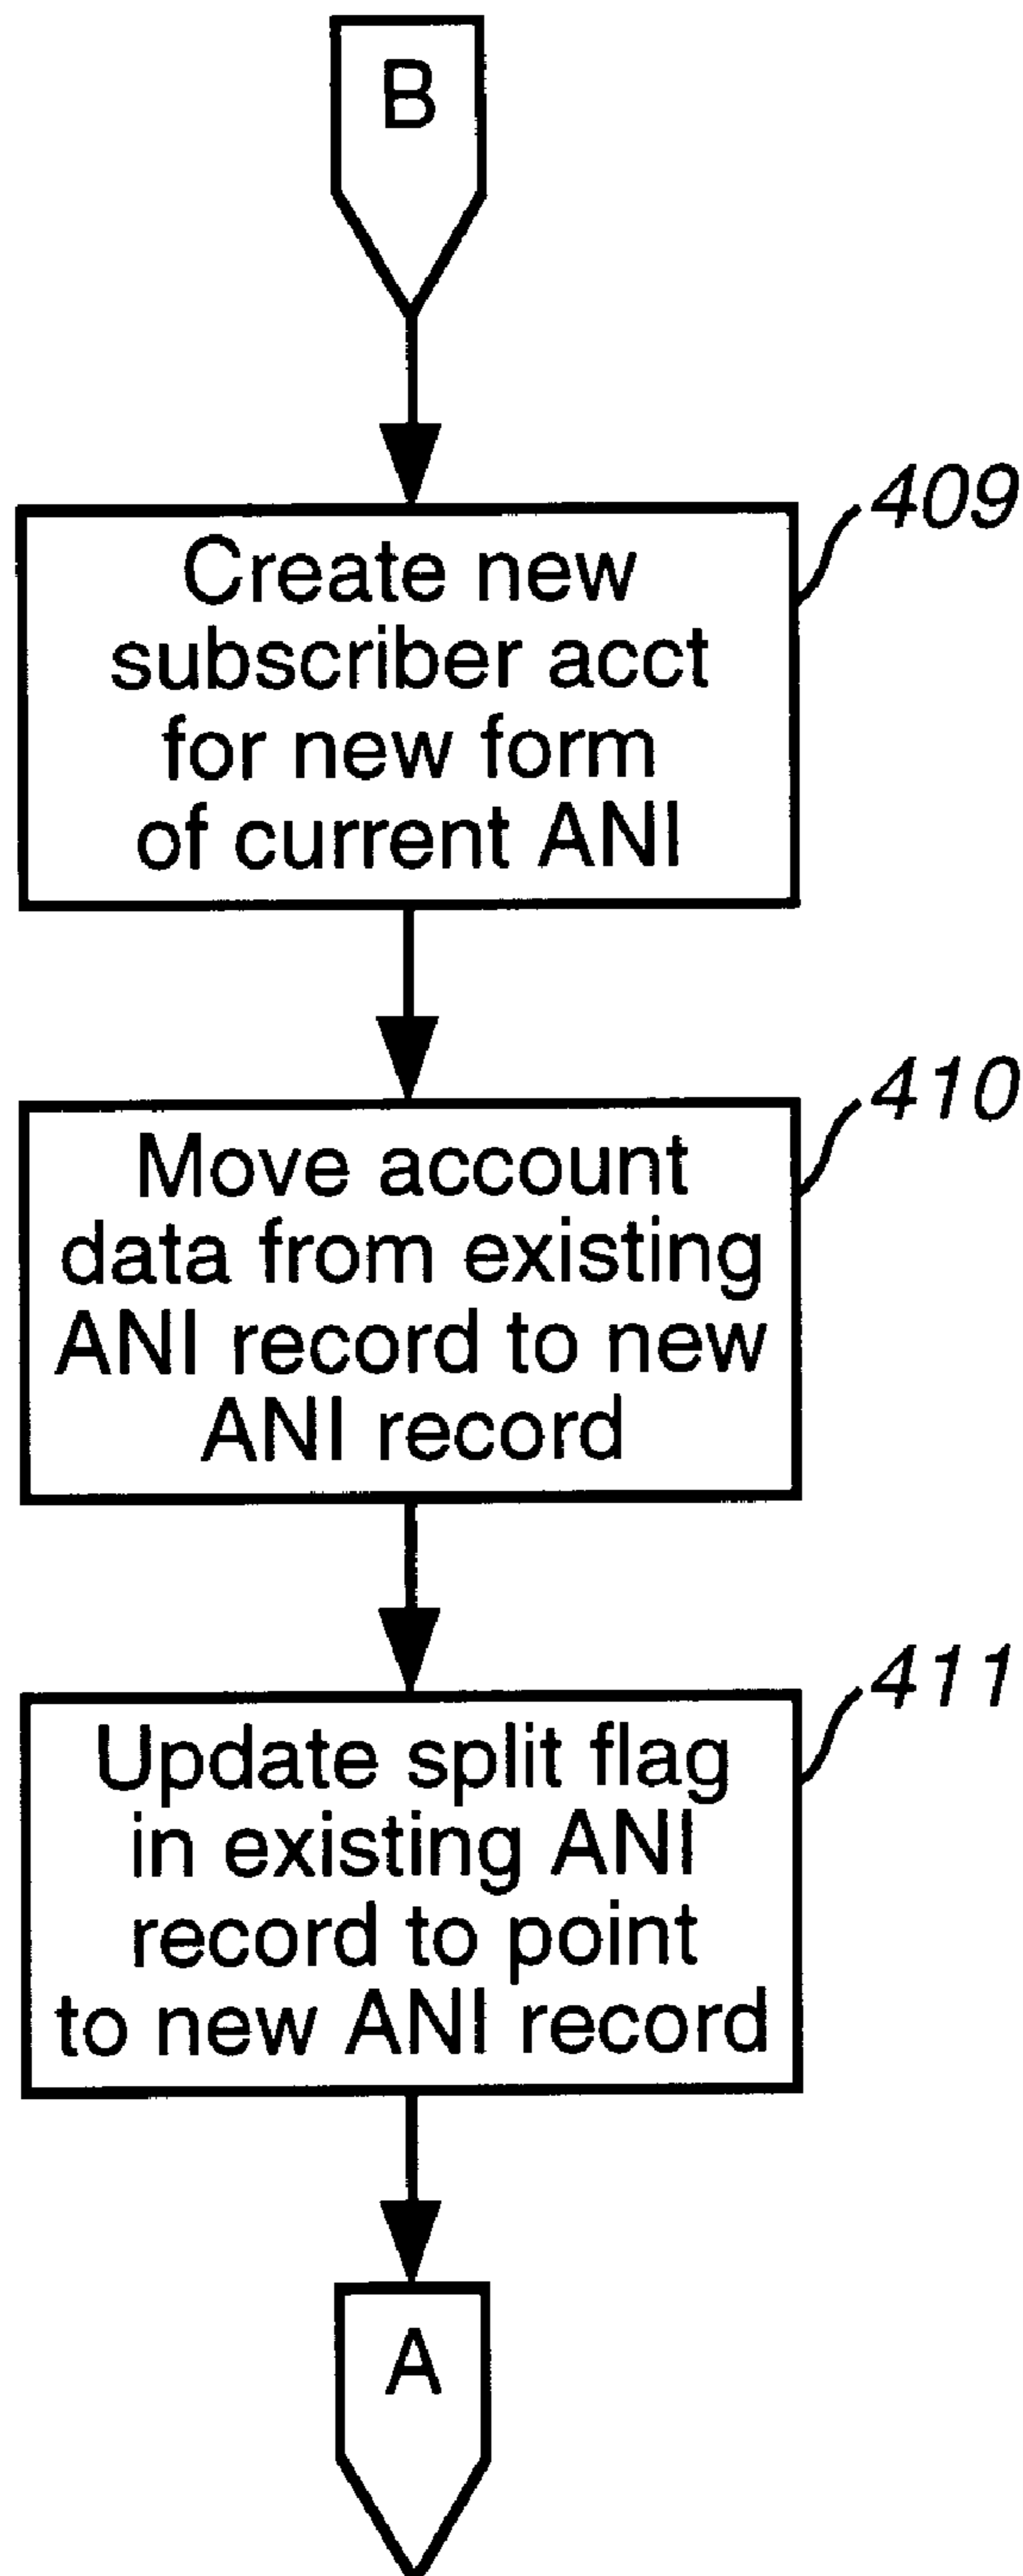 B
409
Create new
subscriber acct
for new form
of current ANI
410
Move account
data from existing
ANI record to new
ANI record
411
Update split flag
in existing ANI
record to point
to new ANI record
A